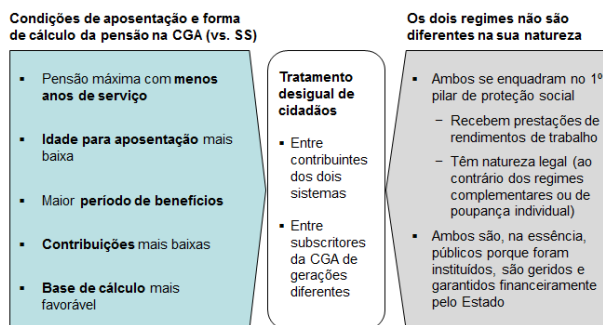 Condições de aposentação e forma
de cálculo da pensão na CGA (vs. SS)
▪ Pensão máxima com menos
anos de serviço
▪ Idade para aposentação mais
baixa
▪ Maior período de benefícios
▪ Contribuições mais baixas
▪ Base de cálculo mais
favorável
Tratamento
desigual de
cidadãos
▪ Entre
contribuintes
dos dois
sistemas
▪ Entre
subscritores
da CGA de
gerações
diferentes
Os dois regimes não são
diferentes na sua natureza
▪ Ambos se enquadram no 1º
pilar de proteção social
− Recebem prestações de
rendimentos de trabalho
− Têm natureza legal (ao
contrário dos regimes
complementares ou de
poupança individual)
▪ Ambos são, na essência,
públicos porque foram
instituídos, são geridos e
garantidos financeiramente
pelo Estado